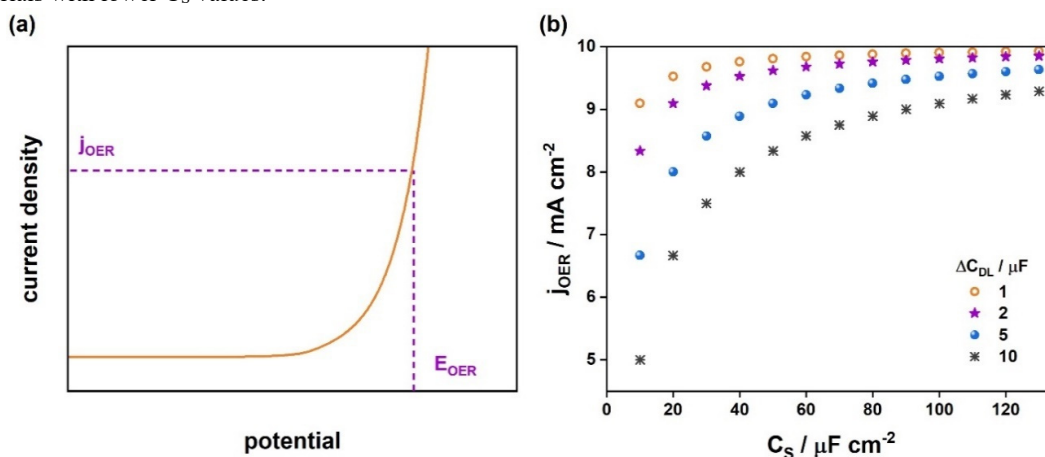 (a)
j_OER
E_OER
current density
potential
(b)
10
9
8
7
6
5
j_OER / mA cm⁻²
0 20 40 60 80 100 120
C_S / μF cm⁻²
ΔC_DL / μF
1
2
5
10